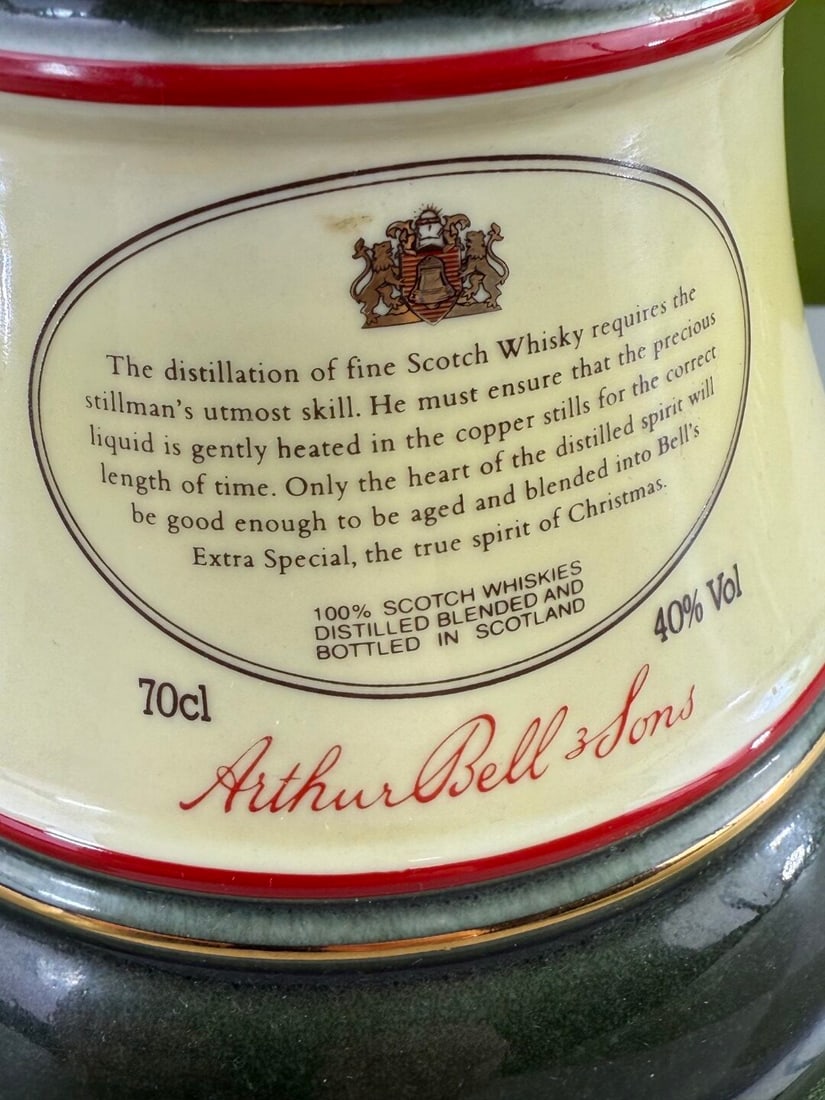 The distillation of fine Scotch Whisky requires the
stillman's utmost skill. He must ensure that the precious
liquid is gently heated in the copper stills for the correct
length of time. Only the heart of the distilled spirit will
be good enough to be aged and blended into Bell's
Extra Special, the true spirit of Christmas.
100% SCOTCH WHISKIES
DISTILLED BLENDED AND
BOTTLED IN SCOTLAND
40% Vol
70cl
Arthur Bell & Sons